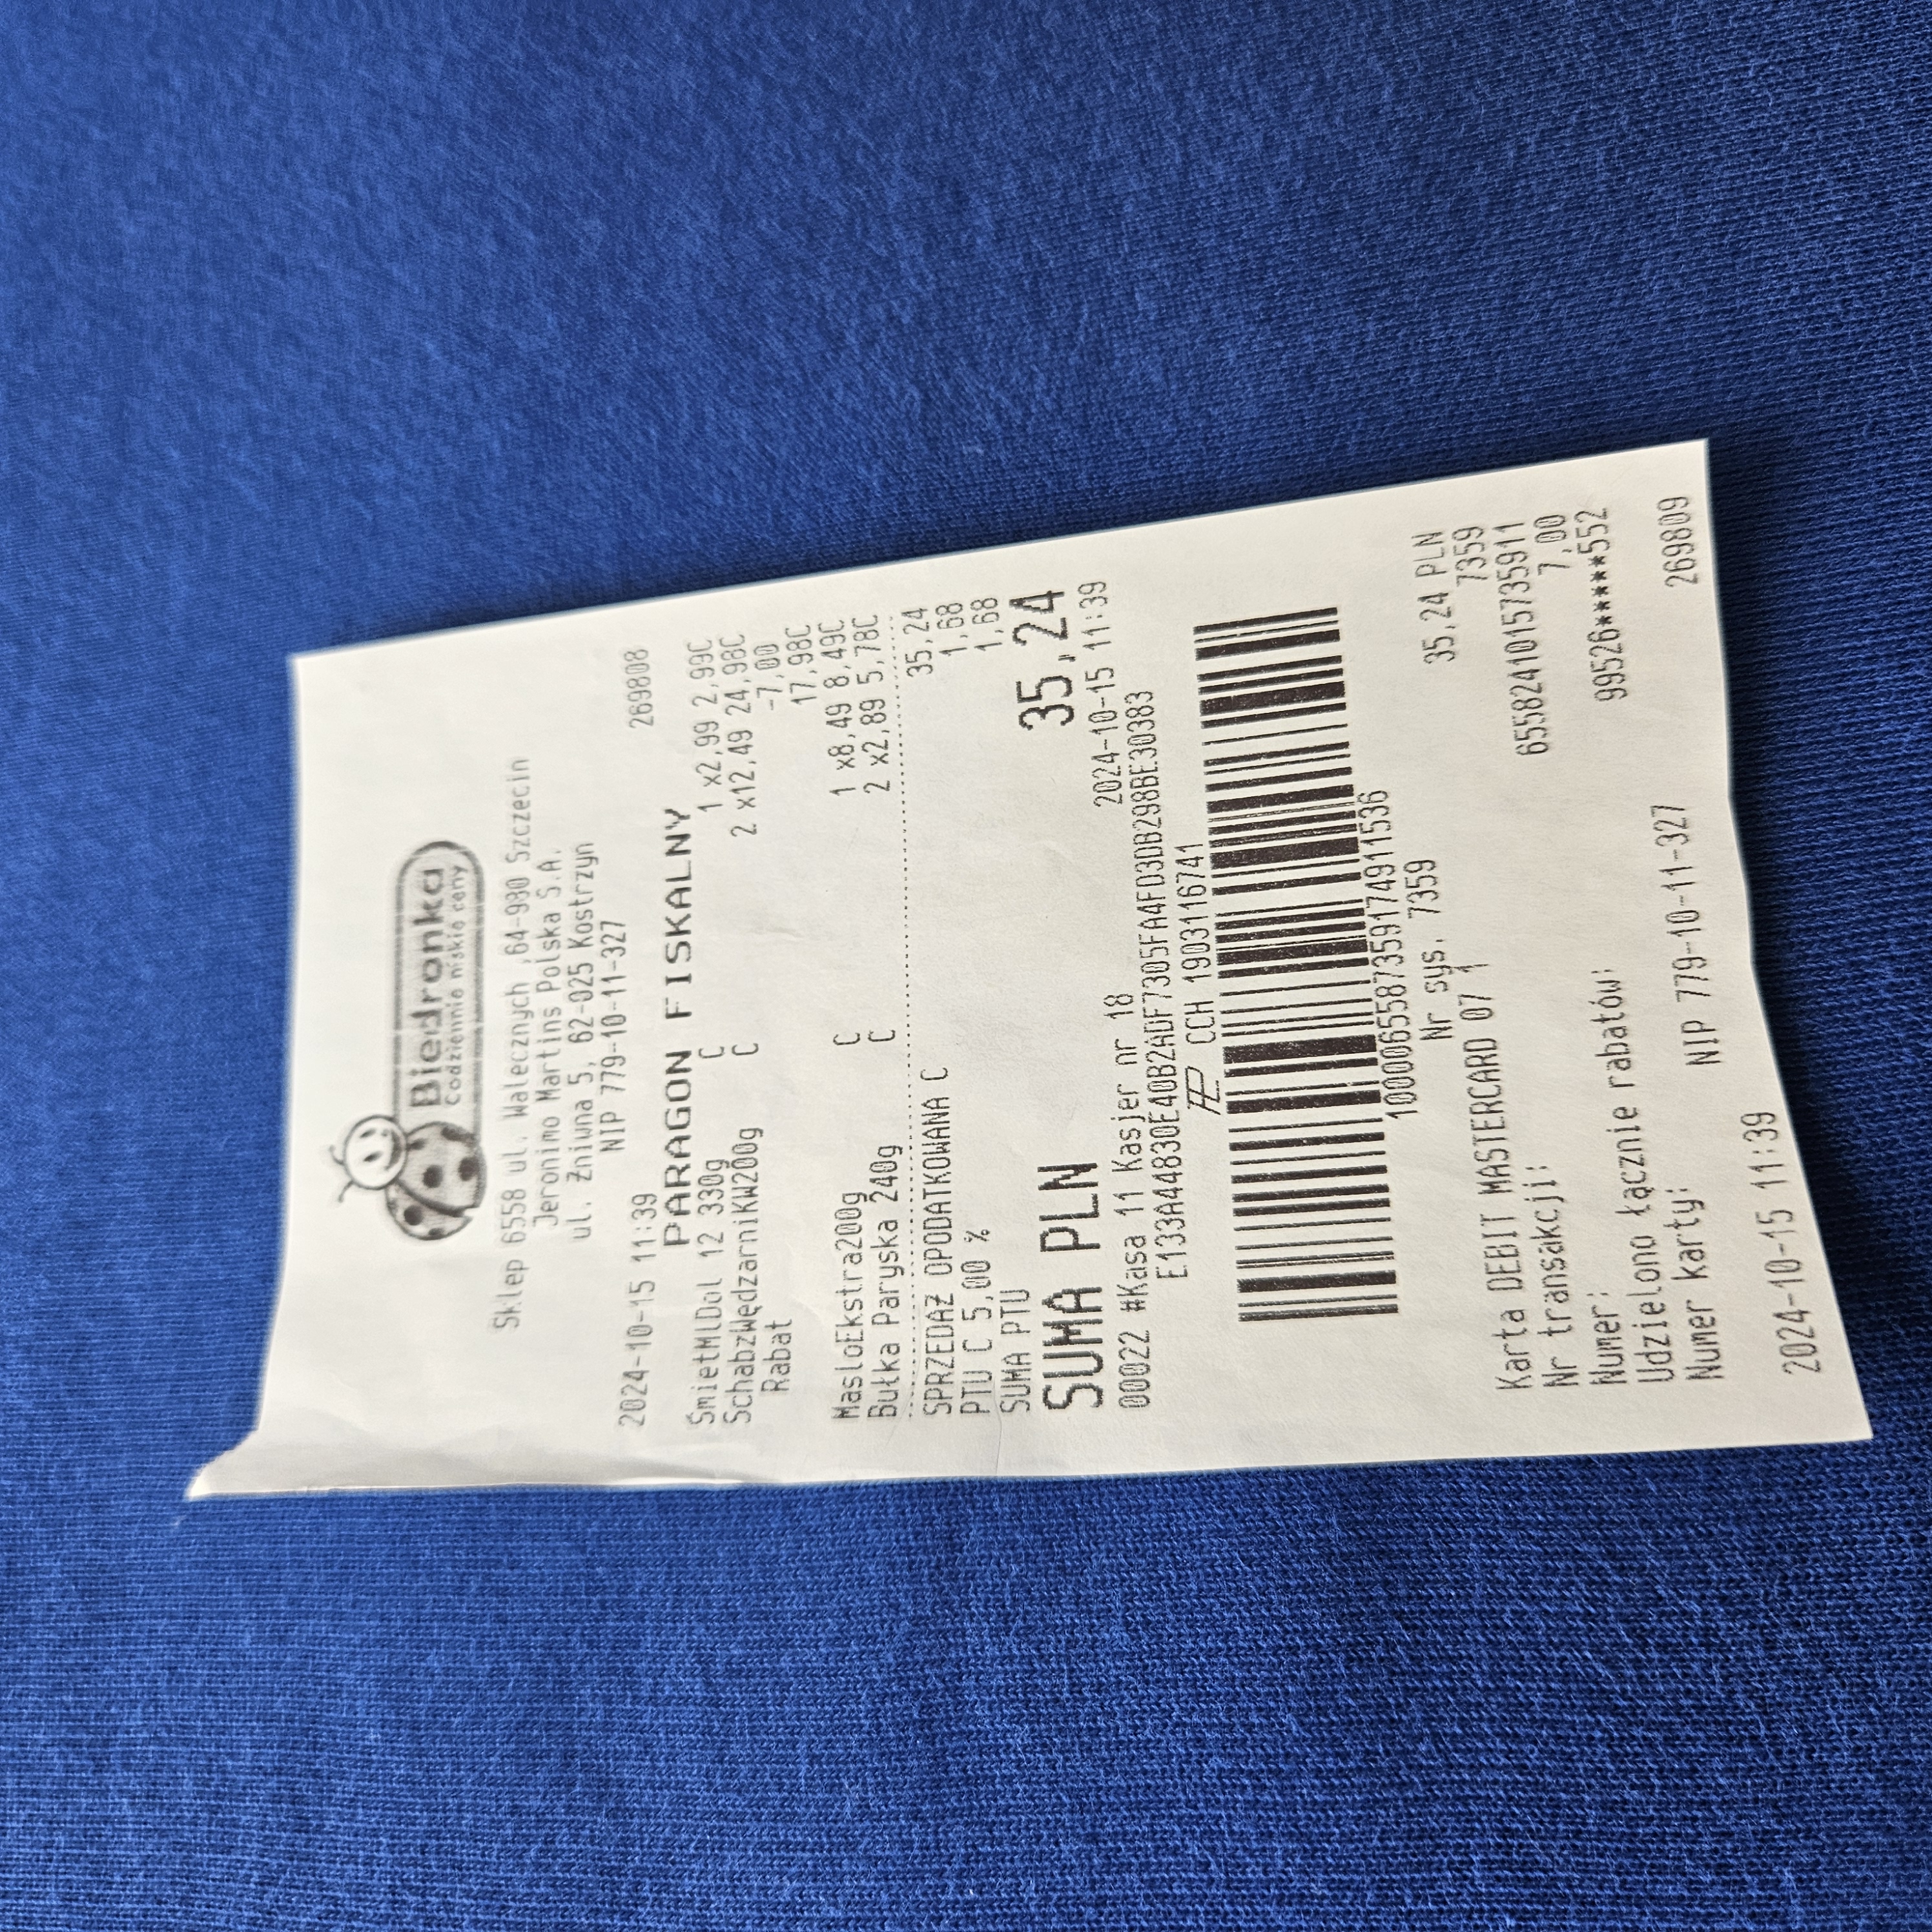 Biedronka
Codziennie niskie ceny
Sklep 6558 ul. Walecznych ,64-980 Szczecin
Jeronimo Martins Polska S.A.
ul. Żniwna 5, 62-025 Kostrzyn
NIP 779-10-11-327
2024-10-15 11:39 269808
PARAGON FISKALNY
ŚmietMlDol 12 330g C 1 x2,99 2,99C
SchabzWędzarniKW200g C 2 x12,49 24,98C
Rabat -7,00
17,98C
MasloEkstra200g C 1 x8,49 8,49C
Bułka Paryska 240g C 2 x2,89 5,78C
SPRZEDAŻ OPODATKOWANA C 35,24
PTU C 5,00 % 1,68
SUMA PTU 1,68
SUMA PLN 35,24
00022 #Kasa 11 Kasjer nr 18 2024-10-15 11:39
E133A44830E40B2ADF7305FA4FD3DB298BE30383
CCH 1903116741
1000065587359174911536
Nr sys. 7359
Karta DEBIT MASTERCARD 07 1 35,24 PLN
Nr transakcji: 7359
Numer: 6558241015735911
Udzielono łącznie rabatów: 7,00
Numer karty: 99526*****552
NIP 779-10-11-327
2024-10-15 11:39 269809